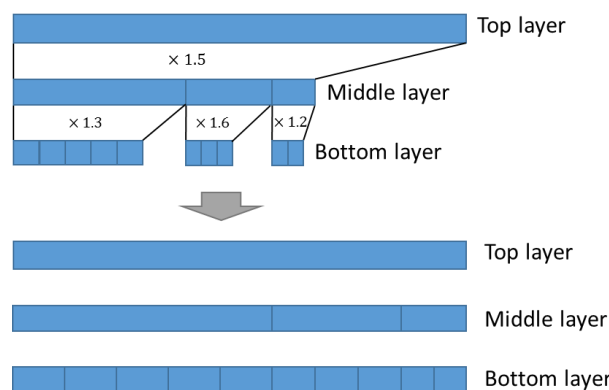 Top layer
× 1.5
Middle layer
× 1.3
× 1.6
× 1.2
Bottom layer
Top layer
Middle layer
Bottom layer